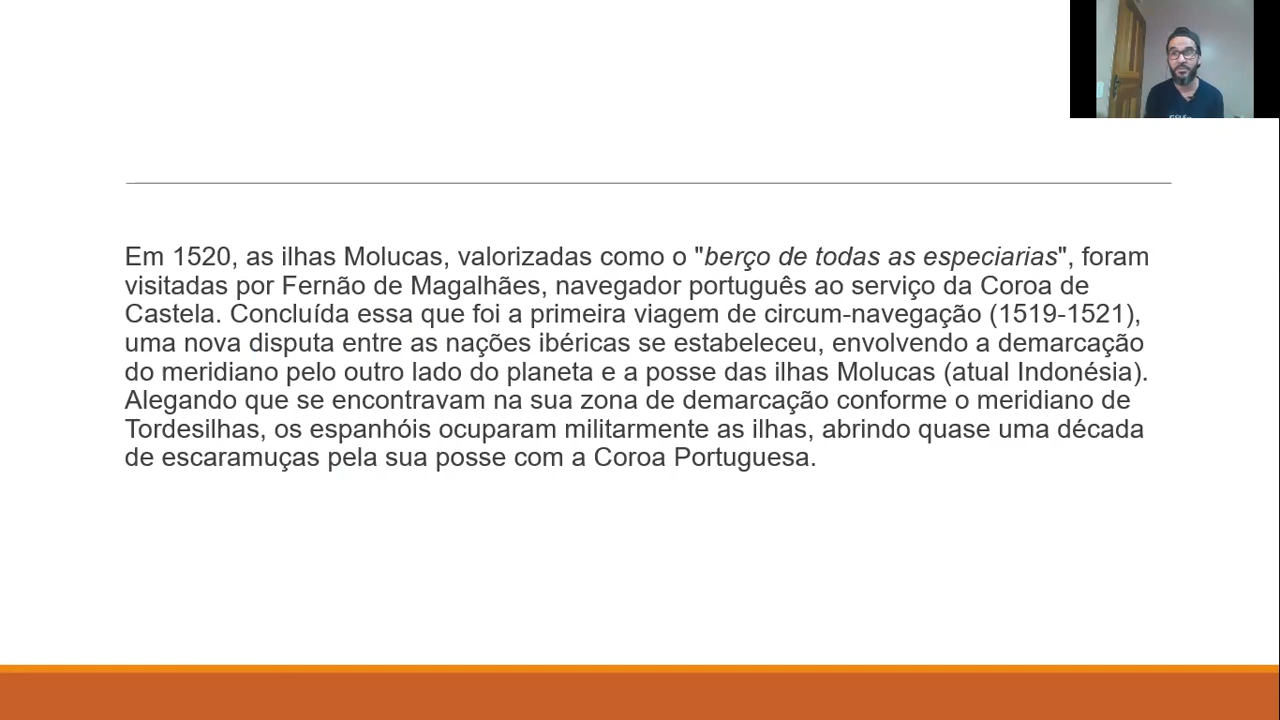 Em 1520, as ilhas Molucas, valorizadas como o "berço de todas as especiarias", foram
visitadas por Fernão de Magalhães, navegador português ao serviço da Coroa de
Castela. Concluída essa que foi a primeira viagem de circum-navegação (1519-1521),
uma nova disputa entre as nações ibéricas se estabeleceu, envolvendo a demarcação
do meridiano pelo outro lado do planeta e a posse das ilhas Molucas (atual Indonésia).
Alegando que se encontravam na sua zona de demarcação conforme o meridiano de
Tordesilhas, os espanhóis ocuparam militarmente as ilhas, abrindo quase uma década
de escaramuças pela sua posse com a Coroa Portuguesa.